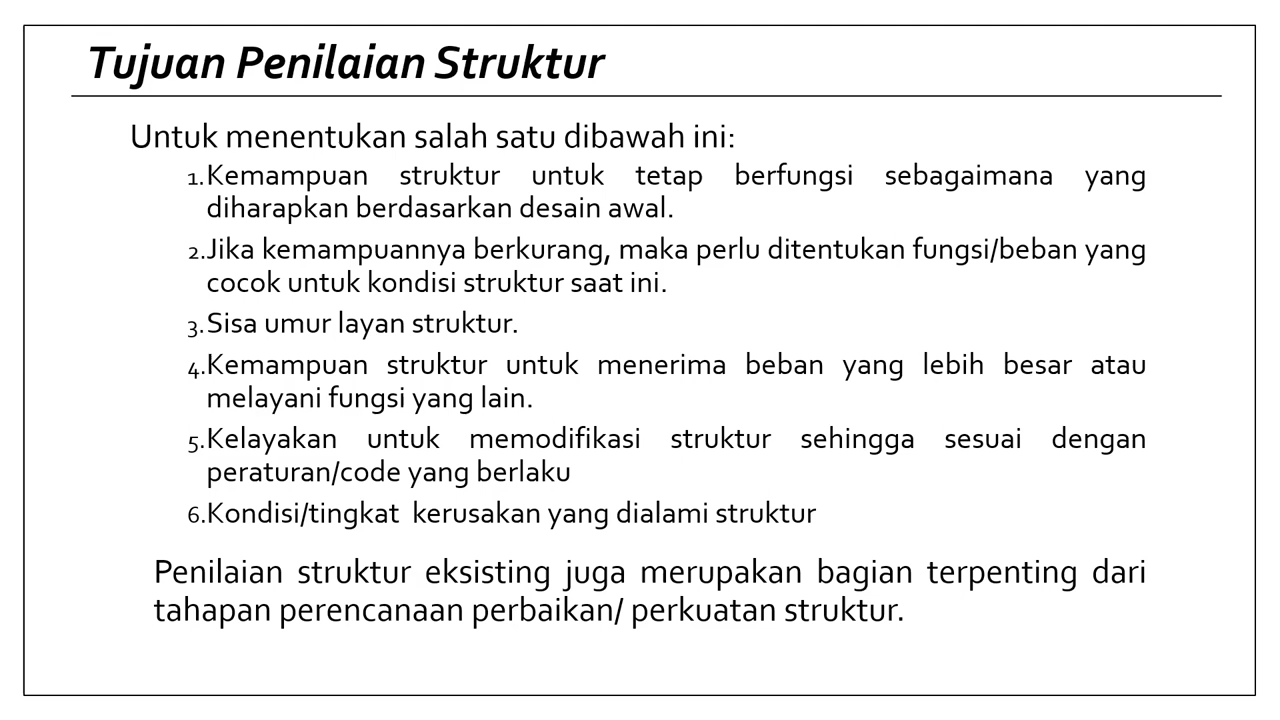 Tujuan Penilaian Struktur
Untuk menentukan salah satu dibawah ini:
1.Kemampuan struktur untuk tetap berfungsi sebagaimana yang
diharapkan berdasarkan desain awal.
2.Jika kemampuannya berkurang, maka perlu ditentukan fungsi/beban yang
cocok untuk kondisi struktur saat ini.
3.Sisa umur layan struktur.
4.Kemampuan struktur untuk menerima beban yang lebih besar atau
melayani fungsi yang lain.
5.Kelayakan untuk memodifikasi struktur sehingga sesuai dengan
peraturan/code yang berlaku
6.Kondisi/tingkat  kerusakan yang dialami struktur
Penilaian struktur eksisting juga merupakan bagian terpenting dari
tahapan perencanaan perbaikan/ perkuatan struktur.